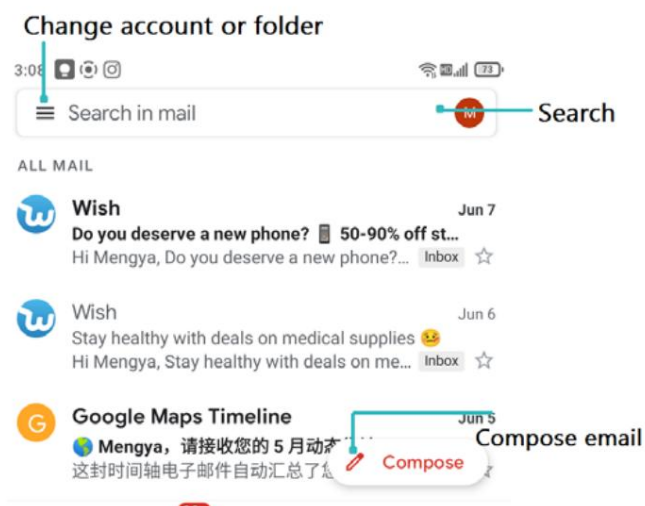 Change account or folder
3:08
73
Search in mail
M
Search
ALL MAIL
Wish
Jun 7
Do you deserve a new phone? 📱 50-90% off st...
Hi Mengya, Do you deserve a new phone?... Inbox
Wish
Jun 6
Stay healthy with deals on medical supplies 🤒
Hi Mengya, Stay healthy with deals on me... Inbox
G
Google Maps Timeline
Jun 5
🌎 Mengya，请接收您的 5 月动态
Compose email
这封时间轴电子邮件自动汇总了
Compose